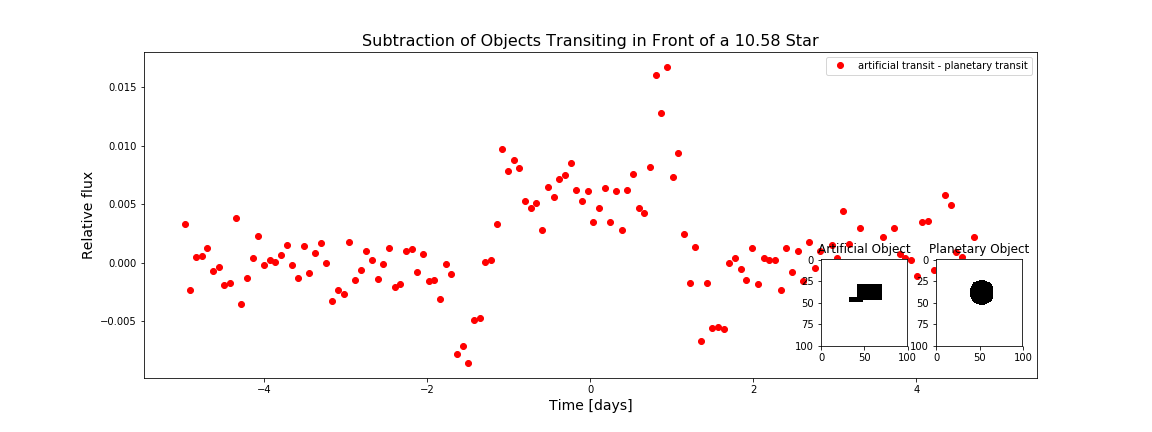 Subtraction of Objects Transiting in Front of a 10.58 Star
artificial transit - planetary transit
Relative flux
0.015
0.010
0.005
0.000
−0.005
Artificial Object
0
25
50
75
100
0 50 100
Planetary Object
0
25
50
75
100
0 50 100
−4 −2 0 2 4
Time [days]